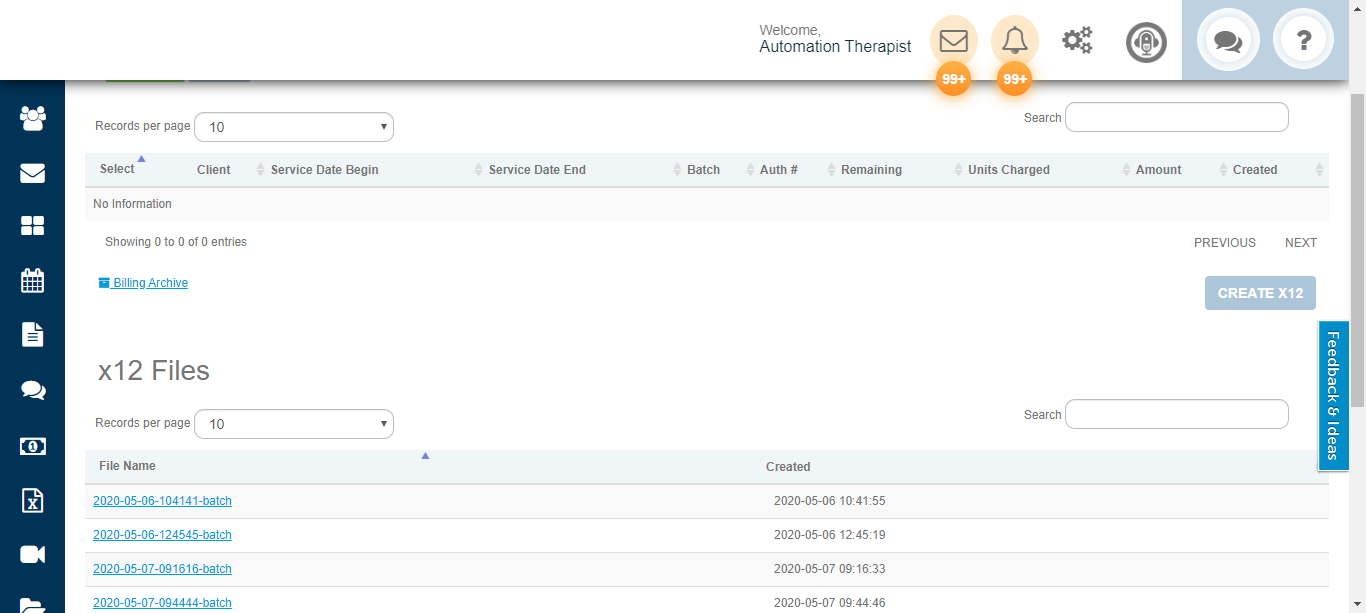 Welcome,
Automation Therapist
99+ 99+
?
Records per page 10
Search
Select Client Service Date Begin Service Date End Batch Auth # Remaining Units Charged Amount Created
No Information
Showing 0 to 0 of 0 entries
PREVIOUS NEXT
Billing Archive
CREATE X12
Feedback & Ideas
x12 Files
Records per page 10
Search
File Name Created
2020-05-06-104141-batch 2020-05-06 10:41:55
2020-05-06-124545-batch 2020-05-06 12:45:19
2020-05-07-091616-batch 2020-05-07 09:16:33
2020-05-07-094444-batch 2020-05-07 09:44:46